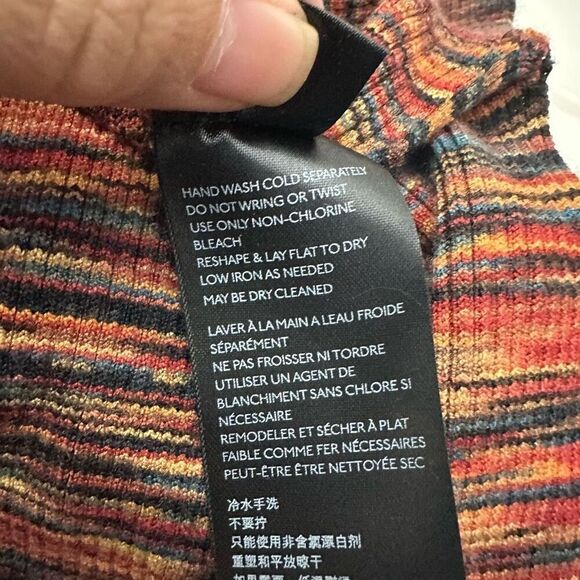 HAND WASH COLD SEPARATELY
DO NOT WRING OR TWIST
USE ONLY NON-CHLORINE
BLEACH
RESHAPE & LAY FLAT TO DRY
LOW IRON AS NEEDED
MAY BE DRY CLEANED
LAVER À LA MAIN A LEAU FROIDE
SÉPARÉMENT
NE PAS FROISSER NI TORDRE
UTILISER UN AGENT DE
BLANCHIMENT SANS CHLORE SI
NÉCESSAIRE
REMODELER ET SÉCHER À PLAT
FAIBLE COMME FER NÉCESSAIRES
PEUT-ÊTRE ÊTRE NETTOYÉE SEC
冷水手洗
不要拧
只能使用非含氯漂白剂
重塑和平放晾干